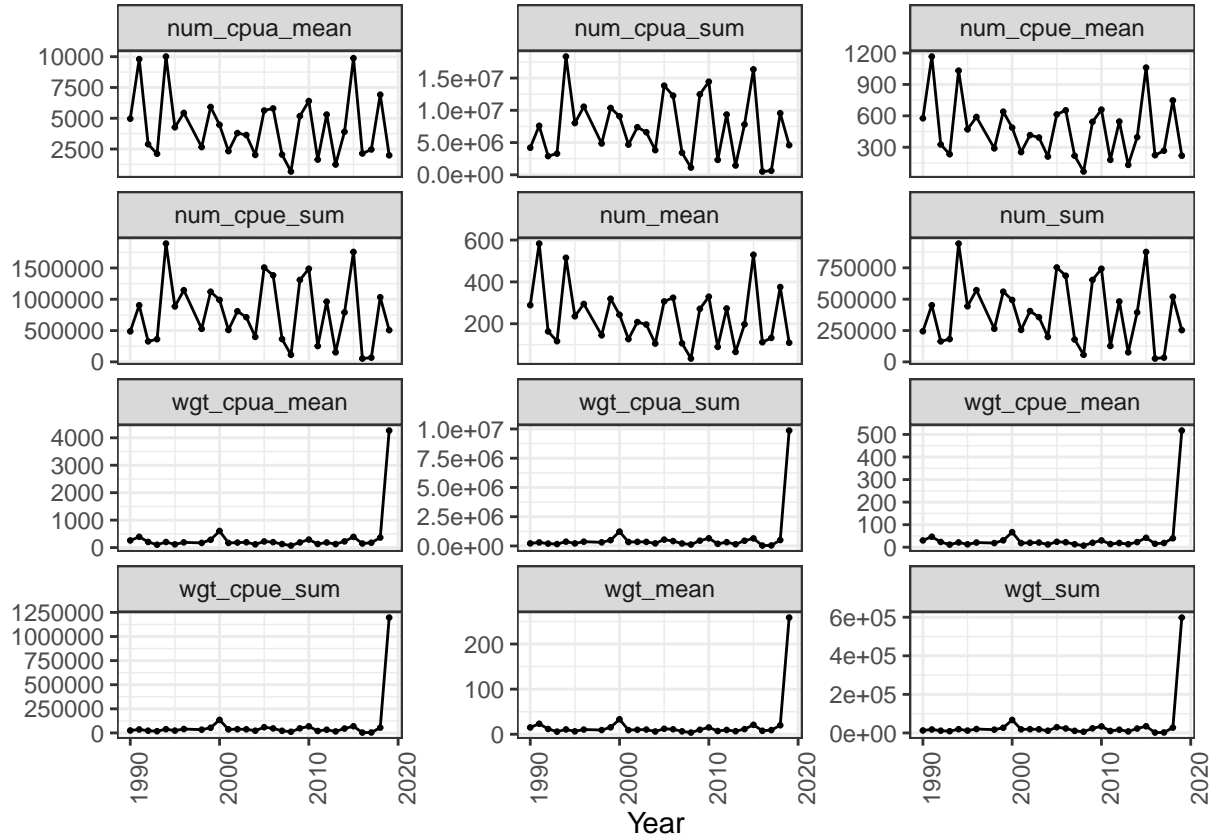 num_cpua_mean num_cpua_sum num_cpue_mean
10000
7500
5000
2500
1.5e+07
1.0e+07
5.0e+06
0.0e+00
1200
900
600
300
num_cpue_sum num_mean num_sum
1500000
1000000
500000
0
600
400
200
750000
500000
250000
0
wgt_cpua_mean wgt_cpua_sum wgt_cpue_mean
4000
3000
2000
1000
0
1.0e+07
7.5e+06
5.0e+06
2.5e+06
0.0e+00
500
400
300
200
100
0
wgt_cpue_sum wgt_mean wgt_sum
1250000
1000000
750000
500000
250000
0
200
100
0
6e+05
4e+05
2e+05
0e+00
1990 2000 2010 2020 1990 2000 2010 2020 1990 2000 2010 2020
Year